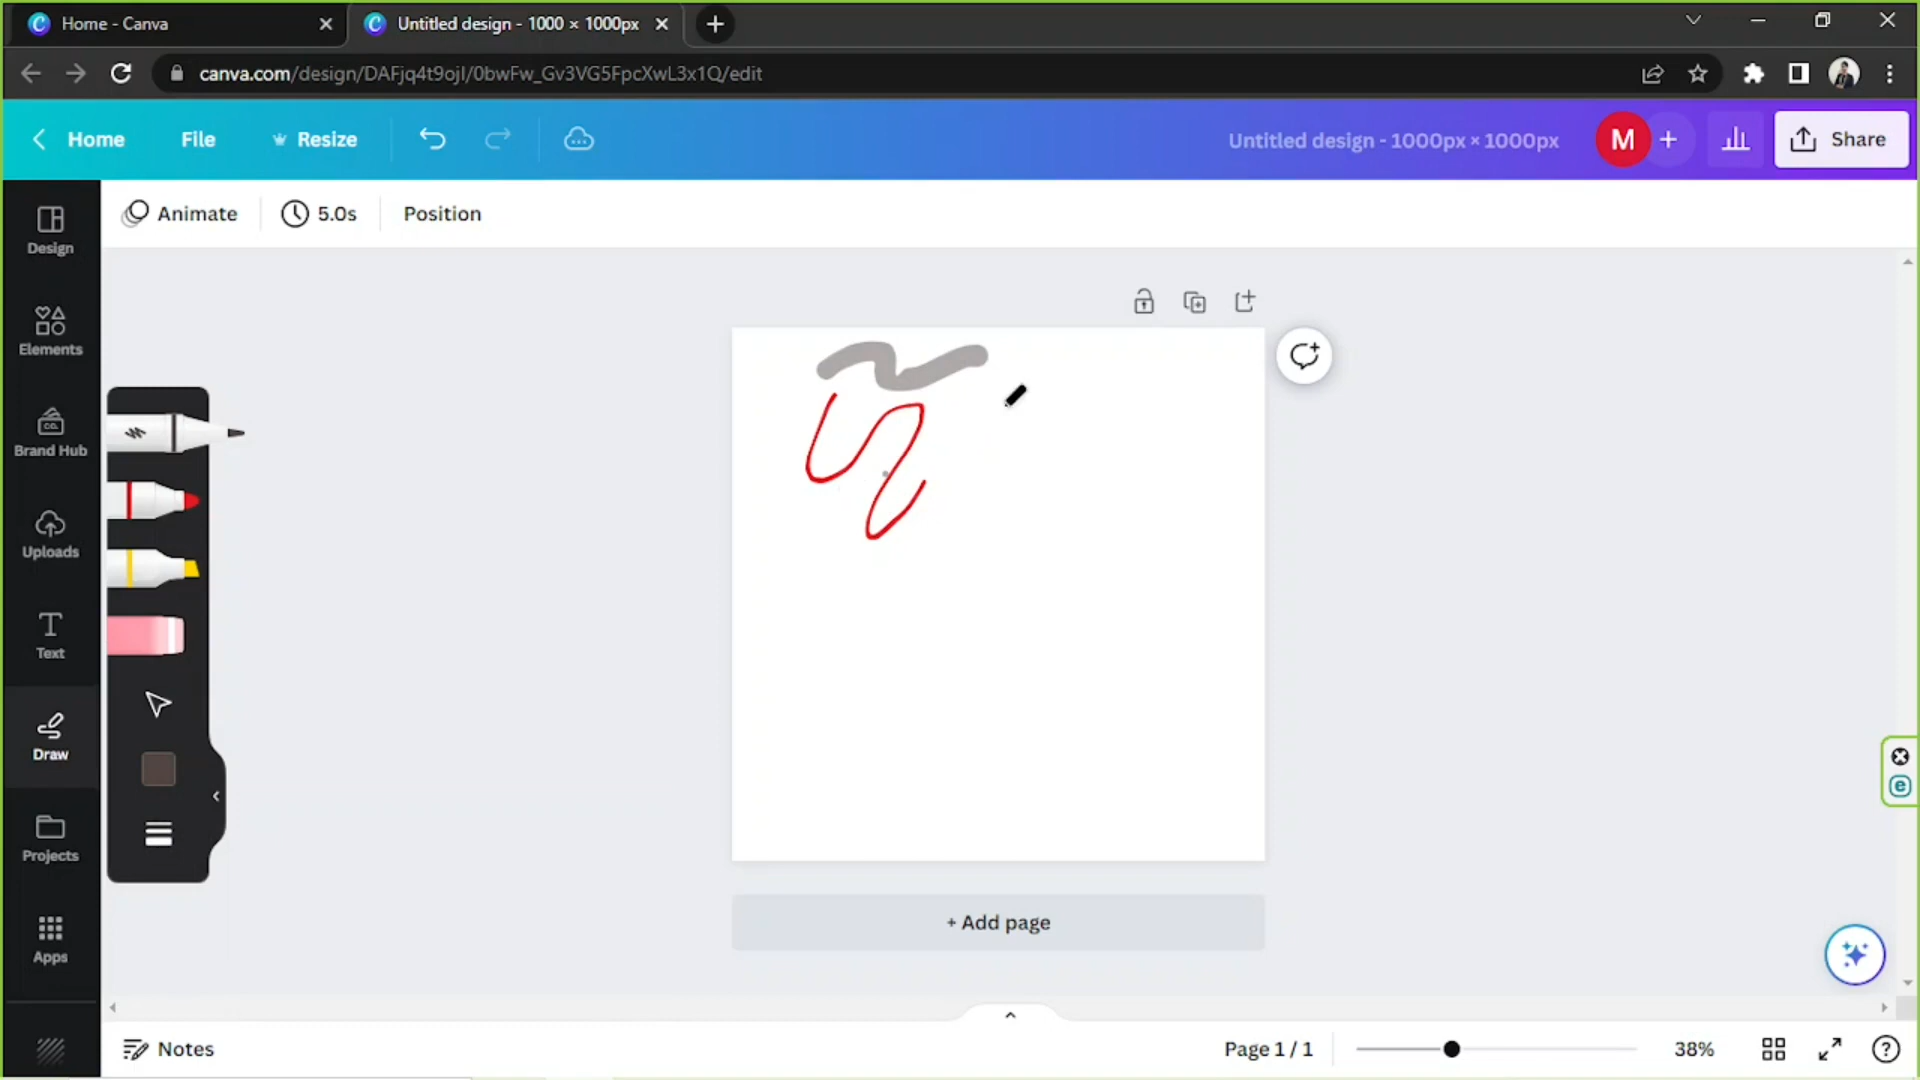 Home - Canva
Untitled design - 1000 × 1000px
canva.com/design/DAFjq4t9ojI/0bwFw_Gv3VG5FpcXwL3x1Q/edit
Home
File
Resize
Untitled design - 1000px × 1000px
M
Share
Animate
5.0s
Position
Design
Elements
CO.
Brand Hub
Uploads
Text
Draw
Projects
Apps
+ Add page
Notes
Page 1 / 1
38%